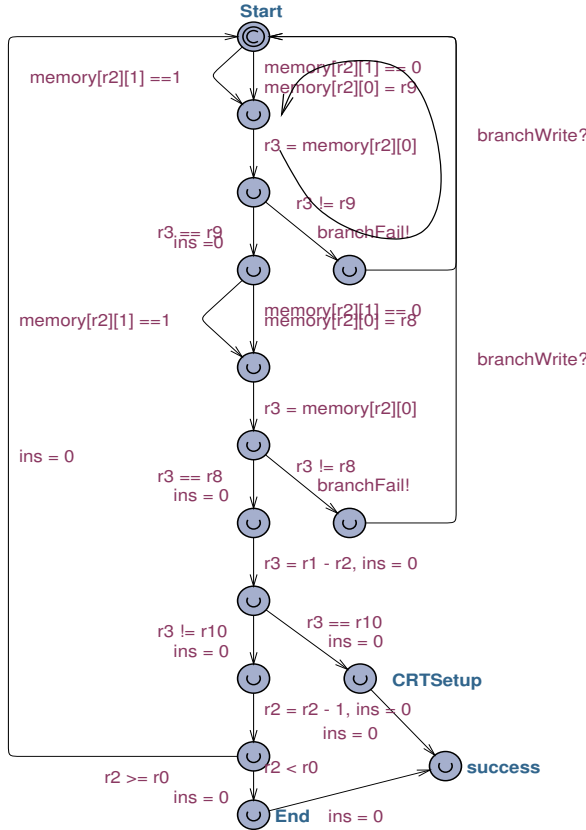 Start
memory[r2][1] == 0
memory[r2][1] ==1
memory[r2][0] = r9
branchWrite?
r3 = memory[r2][0]
r3 != r9
r3 == r9
branchFail!
ins =0
memory[r2][1] == 0
memory[r2][1] ==1
memory[r2][0] = r8
branchWrite?
r3 = memory[r2][0]
ins = 0
r3 == r8
r3 != r8
ins = 0
branchFail!
r3 = r1 - r2, ins = 0
r3 != r10
r3 == r10
ins = 0
ins = 0
CRTSetup
r2 = r2 - 1, ins = 0
ins = 0
r2 < r0
success
r2 >= r0
ins = 0
End
ins = 0